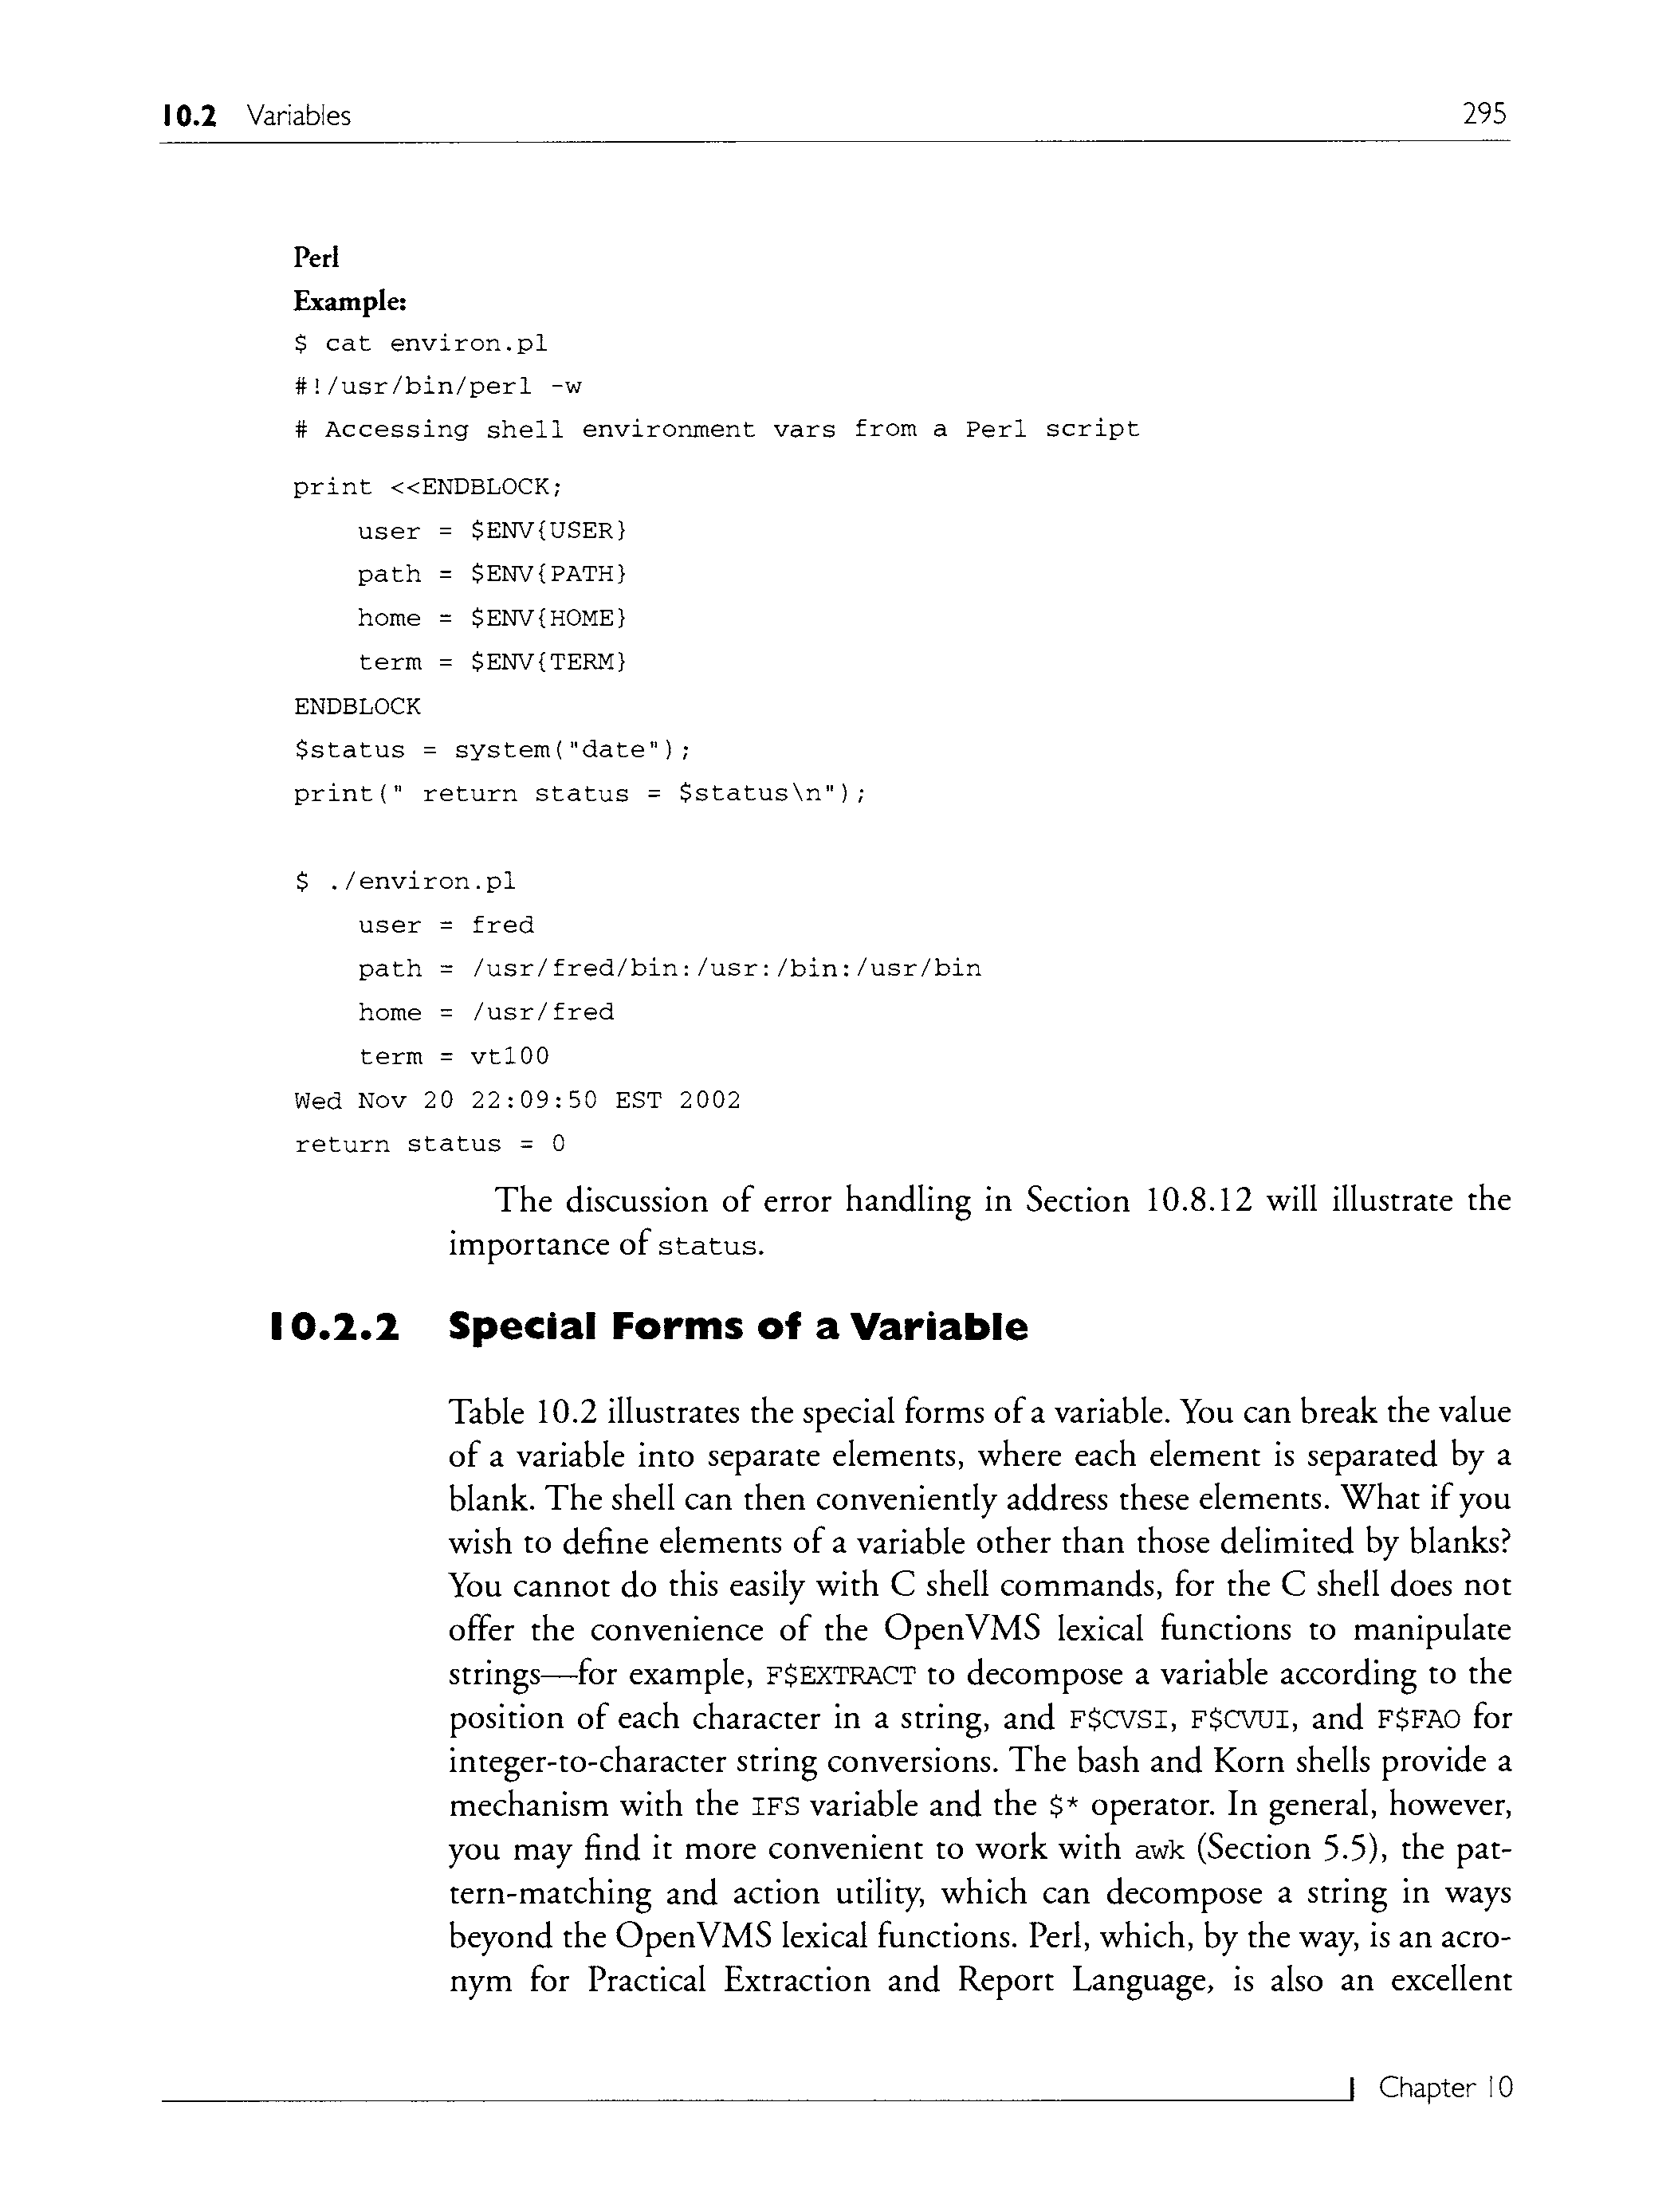 10.2 Variables 295
Perl
Example:
$ cat environ.pl
#!/usr/bin/perl -w
# Accessing shell environment vars from a Perl script
print <<ENDBLOCK;
    user = $ENV{USER}
    path = $ENV{PATH}
    home = $ENV{HOME}
    term = $ENV{TERM}
ENDBLOCK
$status = system("date");
print(" return status = $status\n");
$ ./environ.pl
    user = fred
    path = /usr/fred/bin:/usr:/bin:/usr/bin
    home = /usr/fred
    term = vt100
Wed Nov 20 22:09:50 EST 2002
return status = 0
The discussion of error handling in Section 10.8.12 will illustrate the
importance of status.
10.2.2 Special Forms of a Variable
Table 10.2 illustrates the special forms of a variable. You can break the value
of a variable into separate elements, where each element is separated by a
blank. The shell can then conveniently address these elements. What if you
wish to define elements of a variable other than those delimited by blanks?
You cannot do this easily with C shell commands, for the C shell does not
offer the convenience of the OpenVMS lexical functions to manipulate
strings—for example, F$EXTRACT to decompose a variable according to the
position of each character in a string, and F$CVSI, F$CVUI, and F$FAO for
integer-to-character string conversions. The bash and Korn shells provide a
mechanism with the IFS variable and the $* operator. In general, however,
you may find it more convenient to work with awk (Section 5.5), the pat-
tern-matching and action utility, which can decompose a string in ways
beyond the OpenVMS lexical functions. Perl, which, by the way, is an acro-
nym for Practical Extraction and Report Language, is also an excellent
Chapter 10